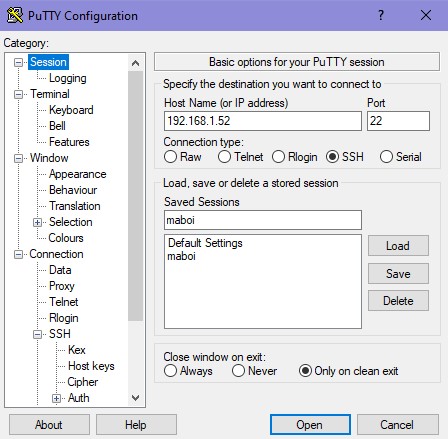 PuTTY Configuration
? X
Category:
Session
Logging
Terminal
Keyboard
Bell
Features
Window
Appearance
Behaviour
Translation
Selection
Colours
Connection
Data
Proxy
Telnet
Rlogin
SSH
Kex
Host keys
Cipher
Auth
Basic options for your PuTTY session
Specify the destination you want to connect to
Host Name (or IP address) Port
192.168.1.52 22
Connection type:
Raw Telnet Rlogin SSH Serial
Load, save or delete a stored session
Saved Sessions
maboi
Default Settings
maboi
Load
Save
Delete
Close window on exit:
Always Never Only on clean exit
About Help Open Cancel